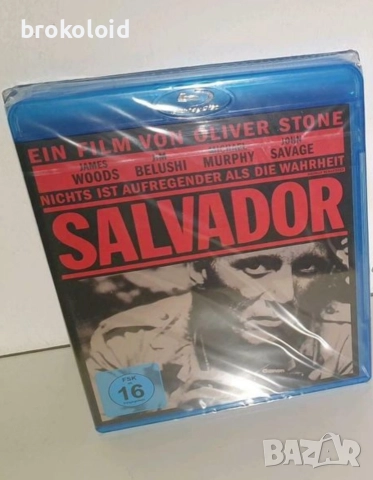 brokoloid
EIN FILM VON OLIVER STONE
JAMES WOODS
BELUSHI
MURPHY
JOHN SAVAGE
NICHTS IST AUFREGENDER ALS DIE WAHRHEIT
SALVADOR
FSK
16
BAZAR